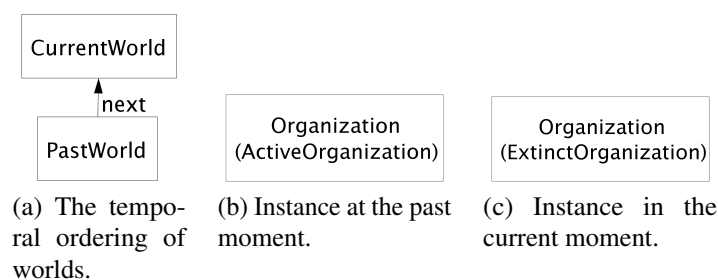 CurrentWorld
next
PastWorld
(a) The tempo-
ral ordering of
worlds.
Organization
(ActiveOrganization)
(b) Instance at the past
moment.
Organization
(ExtinctOrganization)
(c) Instance in the
current moment.